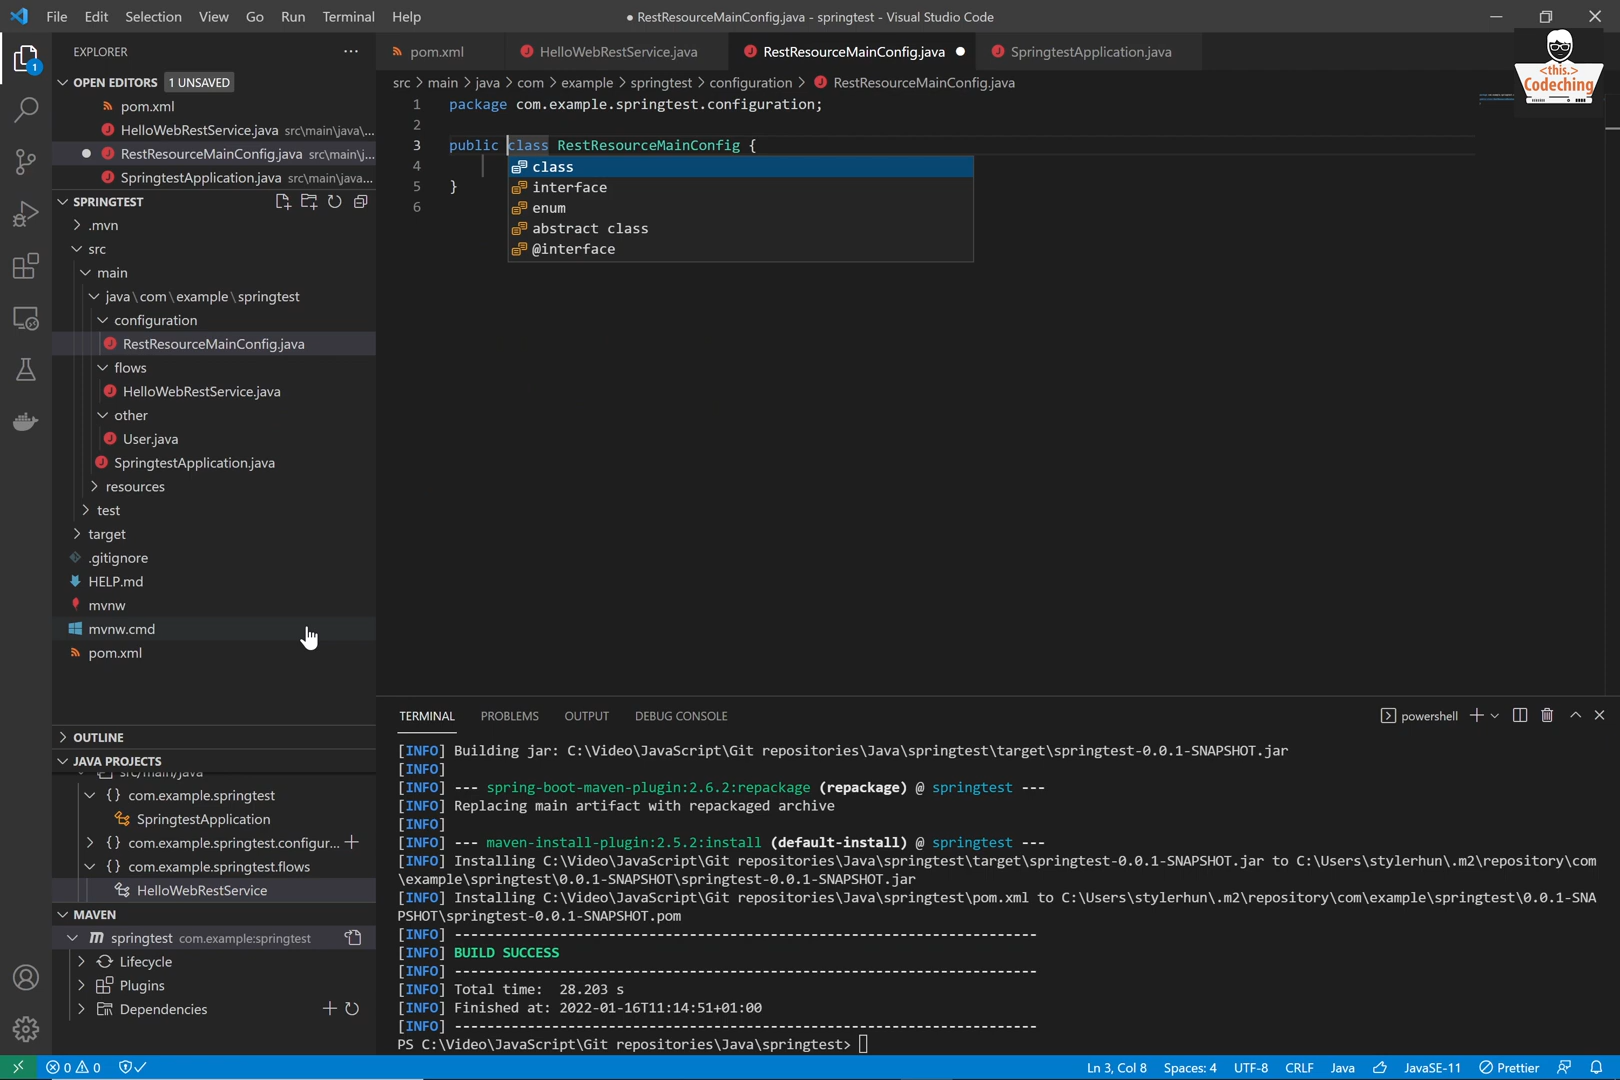 File Edit Selection View Go Run Terminal Help
● RestResourceMainConfig.java - springtest - Visual Studio Code
<this.>
Codeching
EXPLORER
OPEN EDITORS 1 UNSAVED
pom.xml
HelloWebRestService.java src\main\java\...
RestResourceMainConfig.java src\main\j...
SpringtestApplication.java src\main\java...
SPRINGTEST
.mvn
src
main
java\com\example\springtest
configuration
RestResourceMainConfig.java
flows
HelloWebRestService.java
other
User.java
SpringtestApplication.java
resources
test
target
.gitignore
HELP.md
mvnw
mvnw.cmd
pom.xml
OUTLINE
JAVA PROJECTS
src/main/java
{} com.example.springtest
SpringtestApplication
{} com.example.springtest.configur...
{} com.example.springtest.flows
HelloWebRestService
MAVEN
springtest com.example:springtest
Lifecycle
Plugins
Dependencies
pom.xml HelloWebRestService.java RestResourceMainConfig.java SpringtestApplication.java
src > main > java > com > example > springtest > configuration > RestResourceMainConfig.java
1 package com.example.springtest.configuration;
2
3 public class RestResourceMainConfig {
4
5 }
6
class
interface
enum
abstract class
@interface
TERMINAL PROBLEMS OUTPUT DEBUG CONSOLE
powershell
[INFO] Building jar: C:\Video\JavaScript\Git repositories\Java\springtest\target\springtest-0.0.1-SNAPSHOT.jar
[INFO]
[INFO] --- spring-boot-maven-plugin:2.6.2:repackage (repackage) @ springtest ---
[INFO] Replacing main artifact with repackaged archive
[INFO]
[INFO] --- maven-install-plugin:2.5.2:install (default-install) @ springtest ---
[INFO] Installing C:\Video\JavaScript\Git repositories\Java\springtest\target\springtest-0.0.1-SNAPSHOT.jar to C:\Users\stylerhun\.m2\repository\com
\example\springtest\0.0.1-SNAPSHOT\springtest-0.0.1-SNAPSHOT.jar
[INFO] Installing C:\Video\JavaScript\Git repositories\Java\springtest\pom.xml to C:\Users\stylerhun\.m2\repository\com\example\springtest\0.0.1-SNA
PSHOT\springtest-0.0.1-SNAPSHOT.pom
[INFO] ------------------------------------------------------------------------
[INFO] BUILD SUCCESS
[INFO] ------------------------------------------------------------------------
[INFO] Total time:  28.203 s
[INFO] Finished at: 2022-01-16T11:14:51+01:00
[INFO] ------------------------------------------------------------------------
PS C:\Video\JavaScript\Git repositories\Java\springtest>
0 0 Ln 3, Col 8 Spaces: 4 UTF-8 CRLF Java JavaSE-11 Prettier